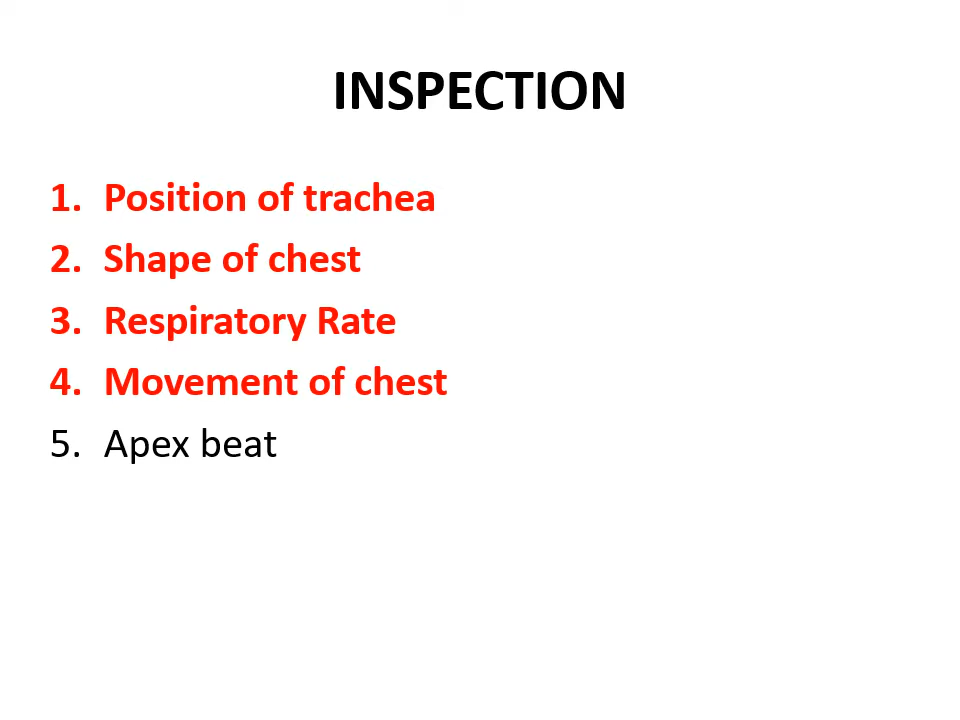 INSPECTION
1. Position of trachea
2. Shape of chest
3. Respiratory Rate
4. Movement of chest
5. Apex beat